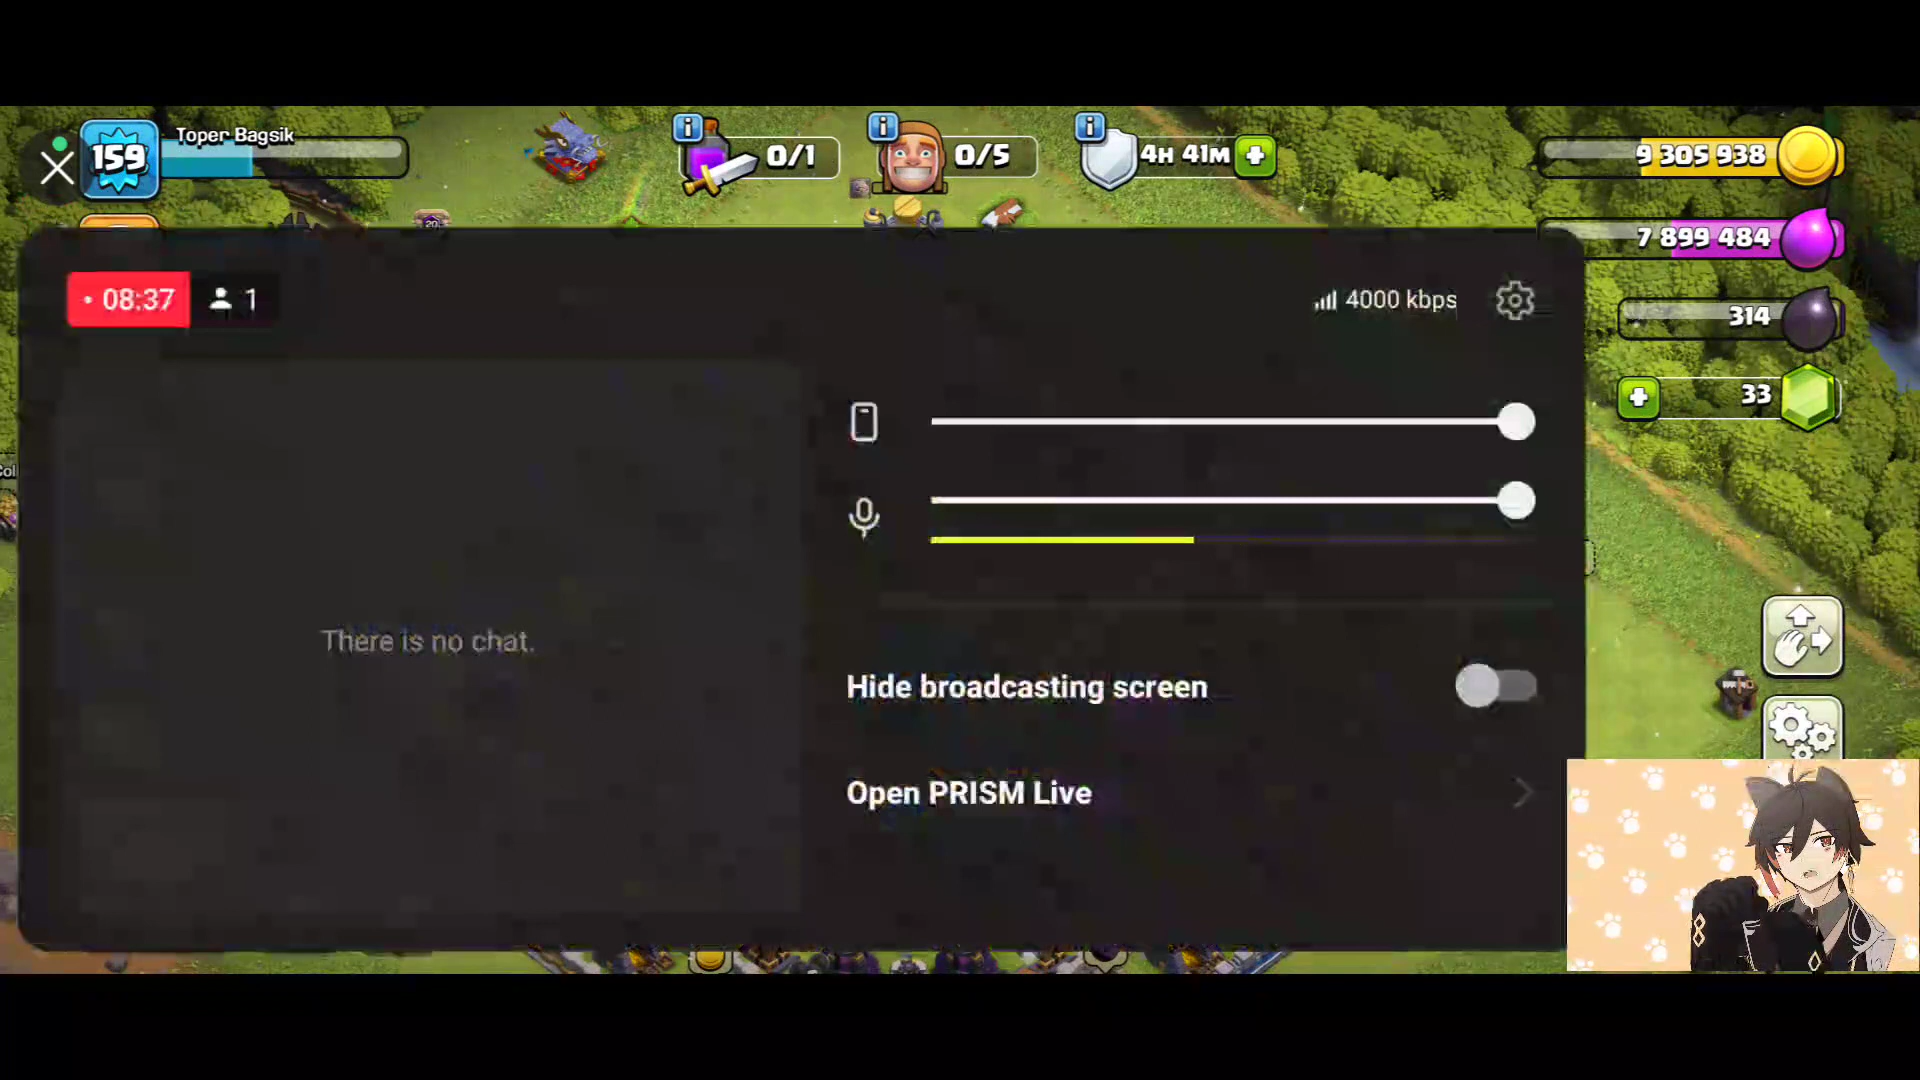 159
Toper Bagsik
0/1
0/5
4H 41M
9 305 938
7 899 484
314
33
08:37
1
4000 kbps
There is no chat.
Hide broadcasting screen
Open PRISM Live
Col